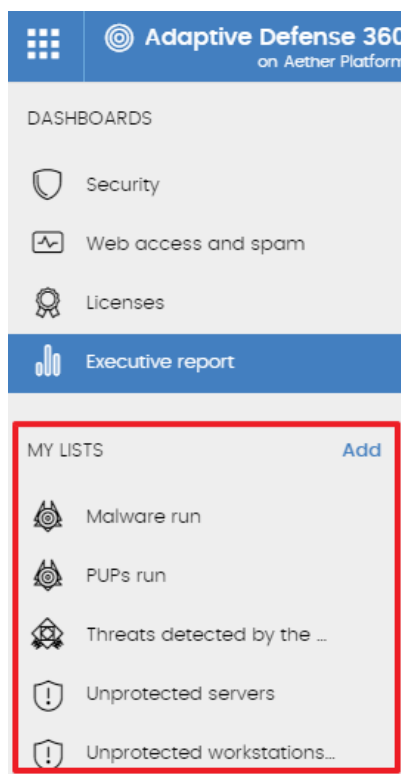 Adaptive Defense 360
on Aether Platform
DASHBOARDS
Security
Web access and spam
Licenses
Executive report
MY LISTS Add
Malware run
PUPs run
Threats detected by the ...
Unprotected servers
Unprotected workstations...